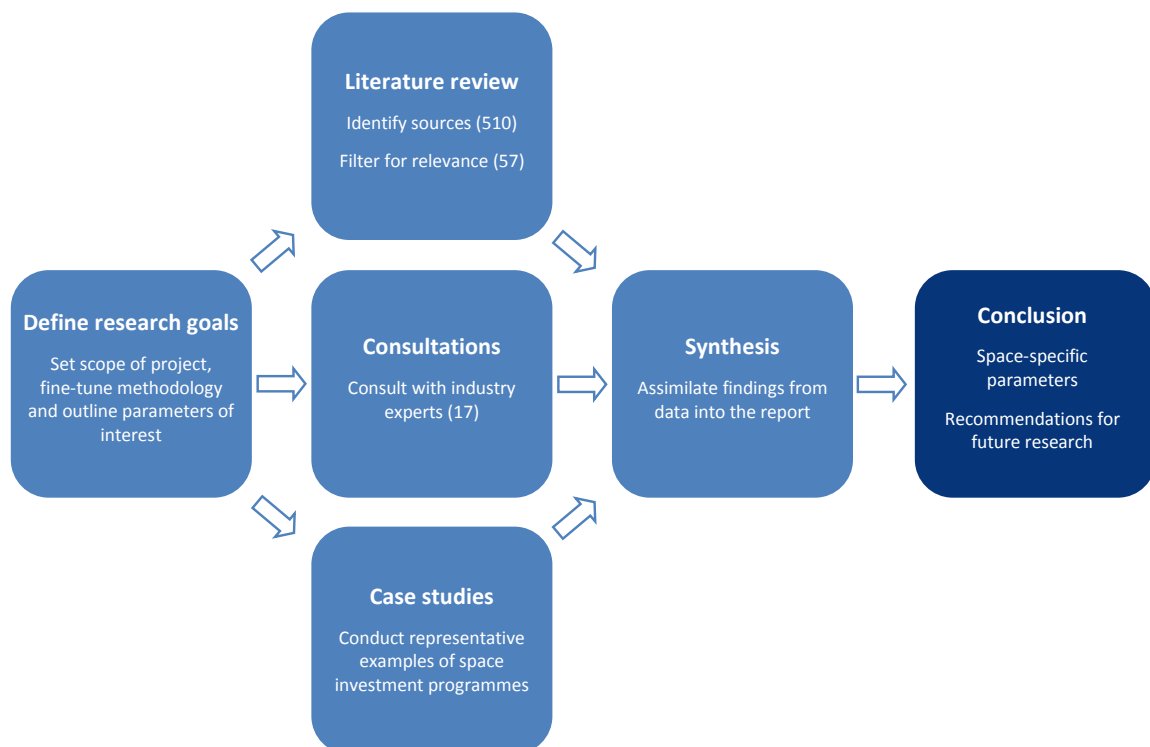 Literature review
Identify sources (510)
Filter for relevance (57)
Define research goals
Set scope of project,
fine-tune methodology
and outline parameters of
interest
Consultations
Consult with industry
experts (17)
Synthesis
Assimilate findings from
data into the report
Conclusion
Space-specific
parameters
Recommendations for
future research
Case studies
Conduct representative
examples of space
investment programmes